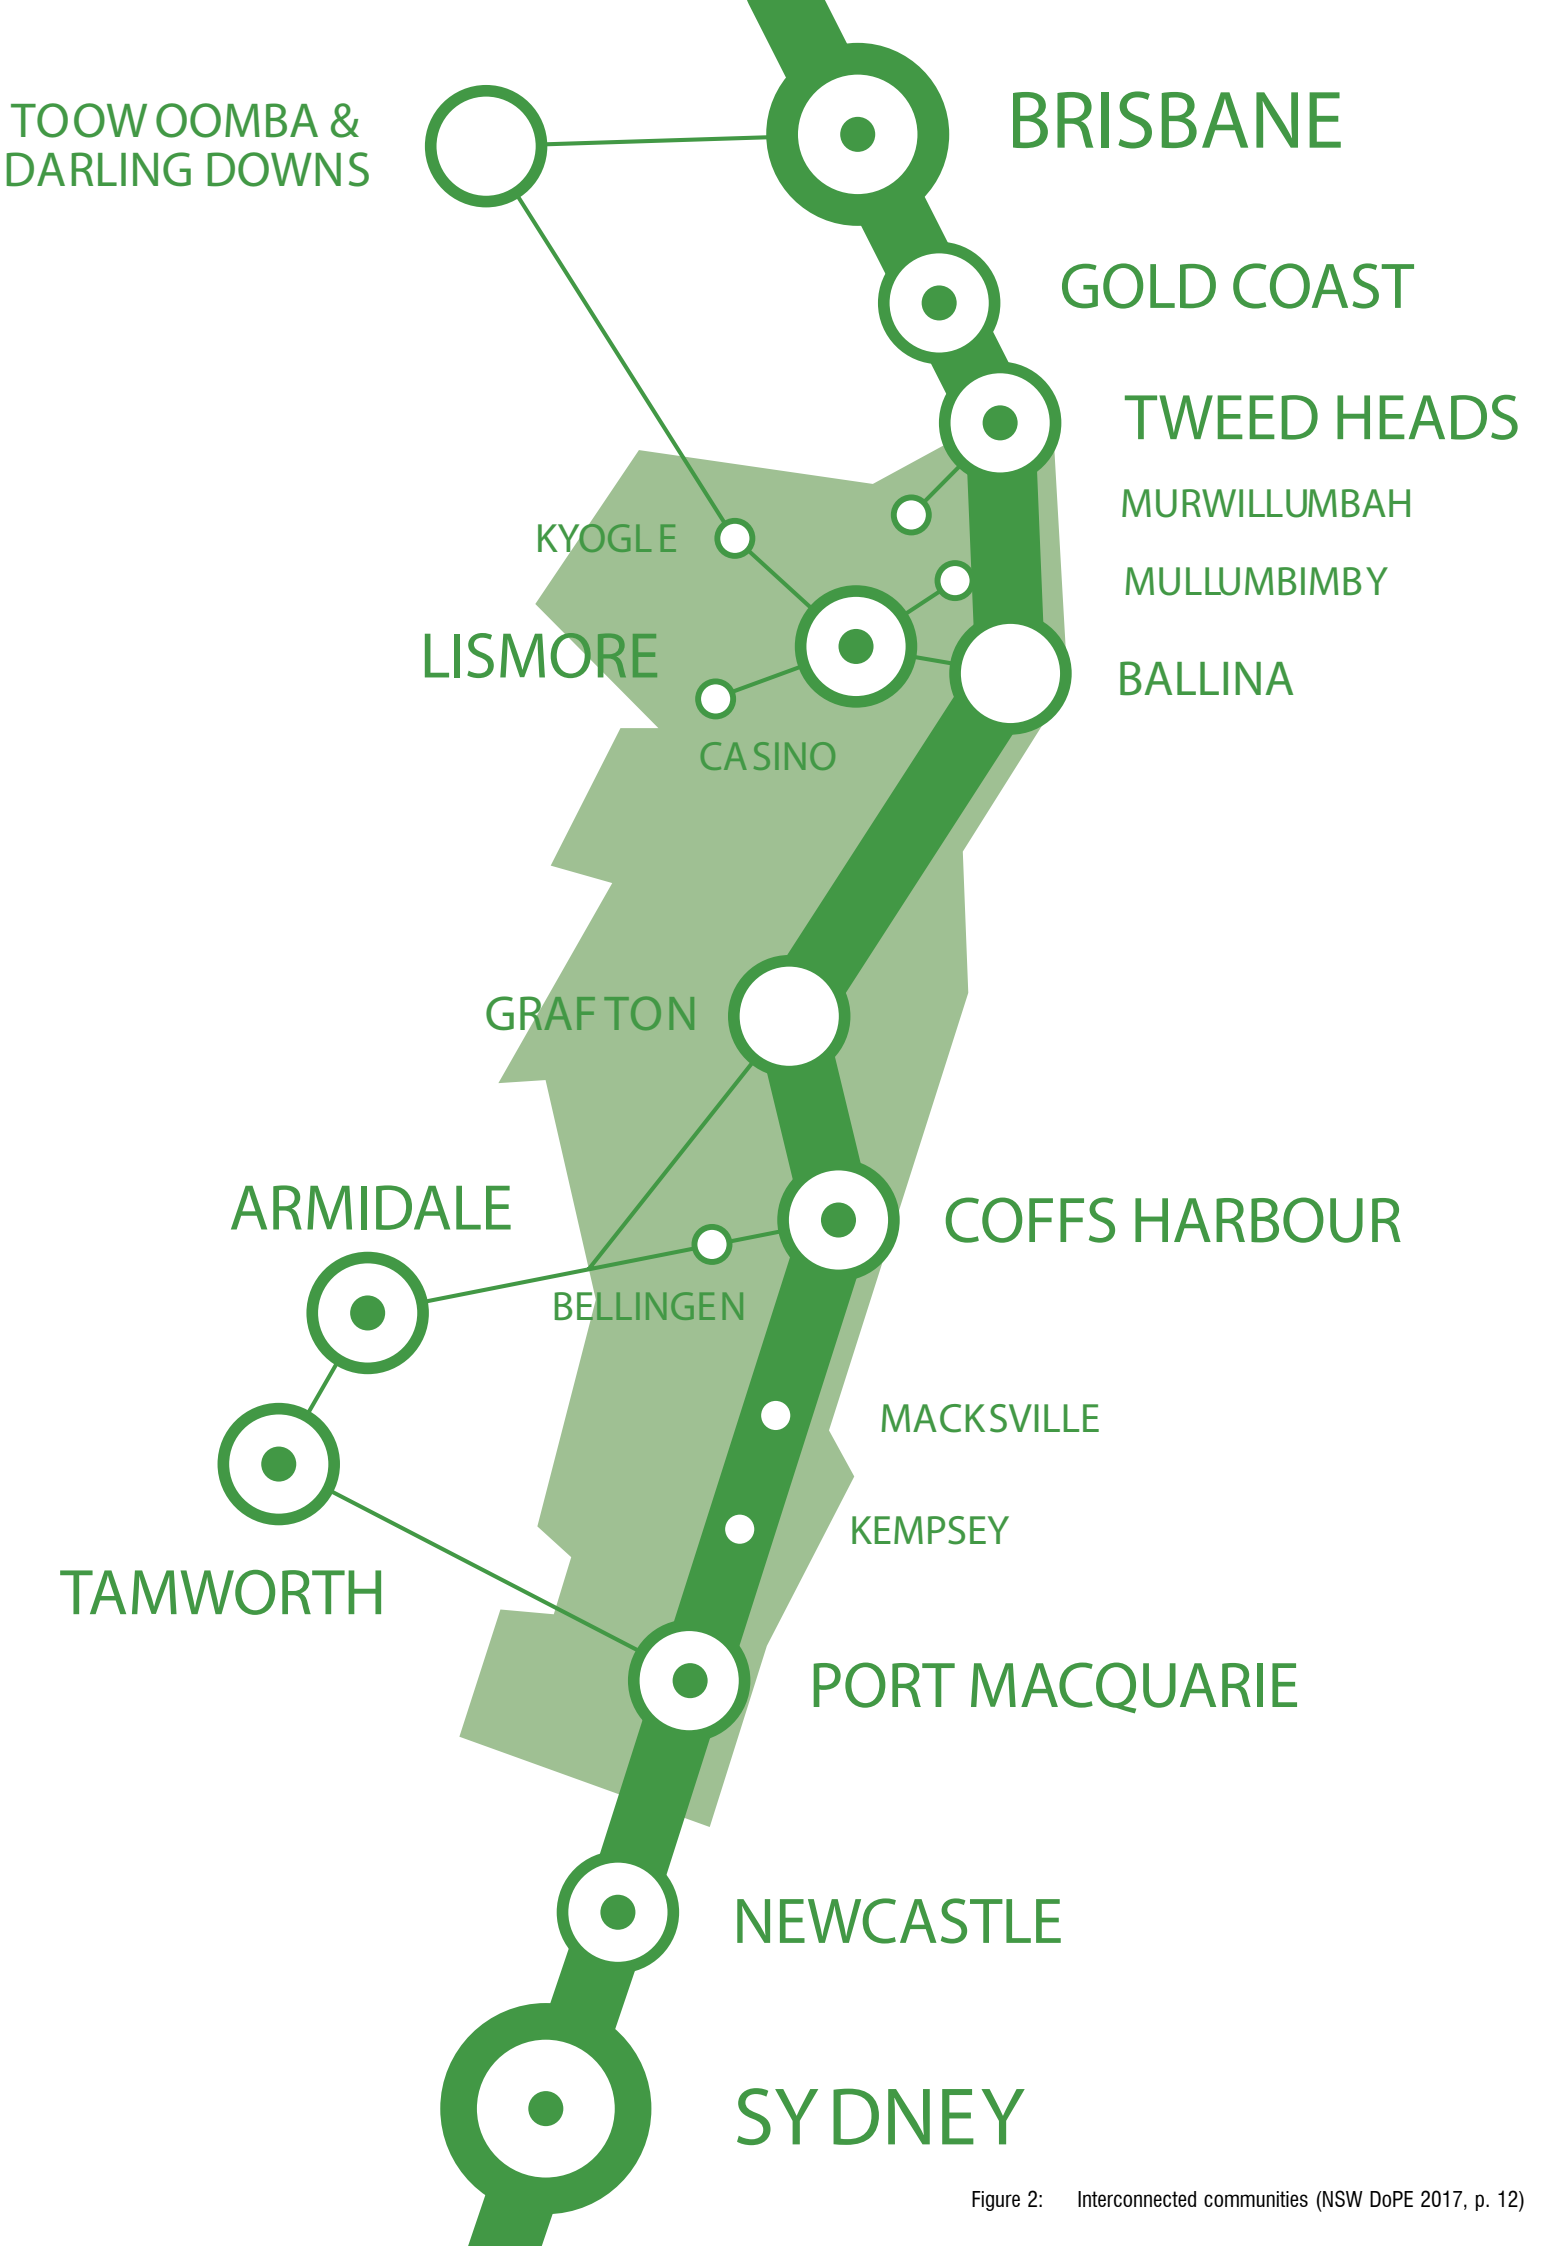 BRISBANE
TOOWOOMBA &
DARLING DOWNS
GOLD COAST
TWEED HEADS
MURWILLUMBAH
KYOGLE
MULLUMBIMBY
LISMORE
BALLINA
CASINO
GRAFTON
ARMIDALE
COFFS HARBOUR
BELLINGEN
MACKSVILLE
KEMPSEY
TAMWORTH
PORT MACQUARIE
NEWCASTLE
SYDNEY
Figure 2: Interconnected communities (NSW DoPE 2017, p. 12)